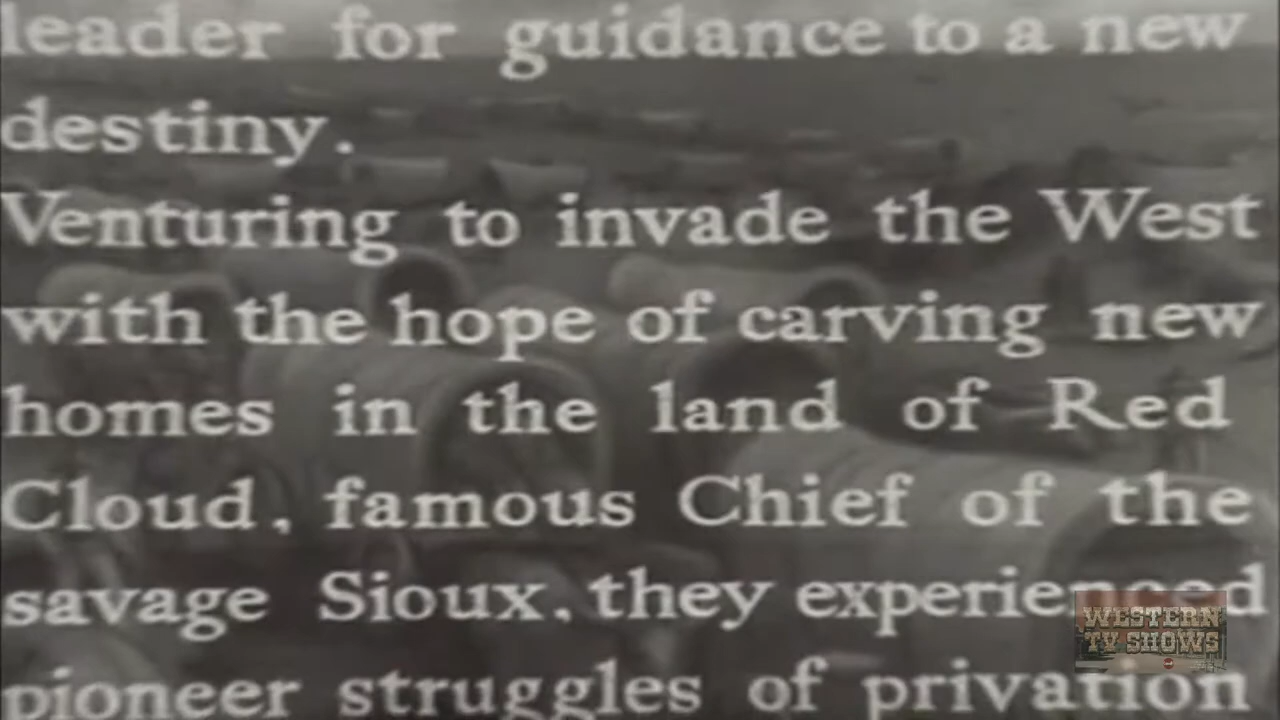 leader for guidance to a new
destiny.
Venturing to invade the West
with the hope of carving new
homes in the land of Red
Cloud, famous Chief of the
savage Sioux, they experienced
pioneer struggles of privation
WESTERN
TV SHOWS